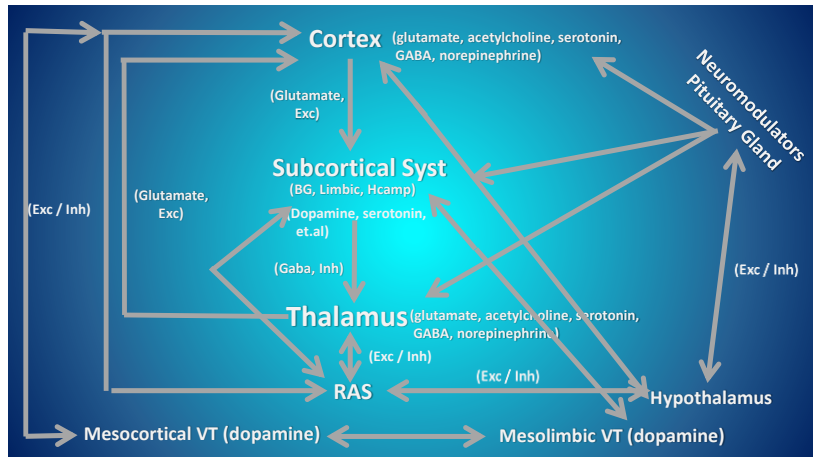 Cortex (glutamate, acetylcholine, serotonin,
GABA, norepinephrine)
Neuromodulators
Pituitary Gland
(Glutamate,
Exc)
Subcortical Syst
(BG, Limbic, Hcamp)
(Exc / Inh)
(Glutamate,
Exc)
(Dopamine, serotonin,
et.al)
(Gaba, Inh)
(Exc / Inh)
Thalamus (glutamate, acetylcholine, serotonin,
GABA, norepinephrine)
(Exc / Inh)
(Exc / Inh)
RAS
Hypothalamus
Mesocortical VT (dopamine)
Mesolimbic VT (dopamine)